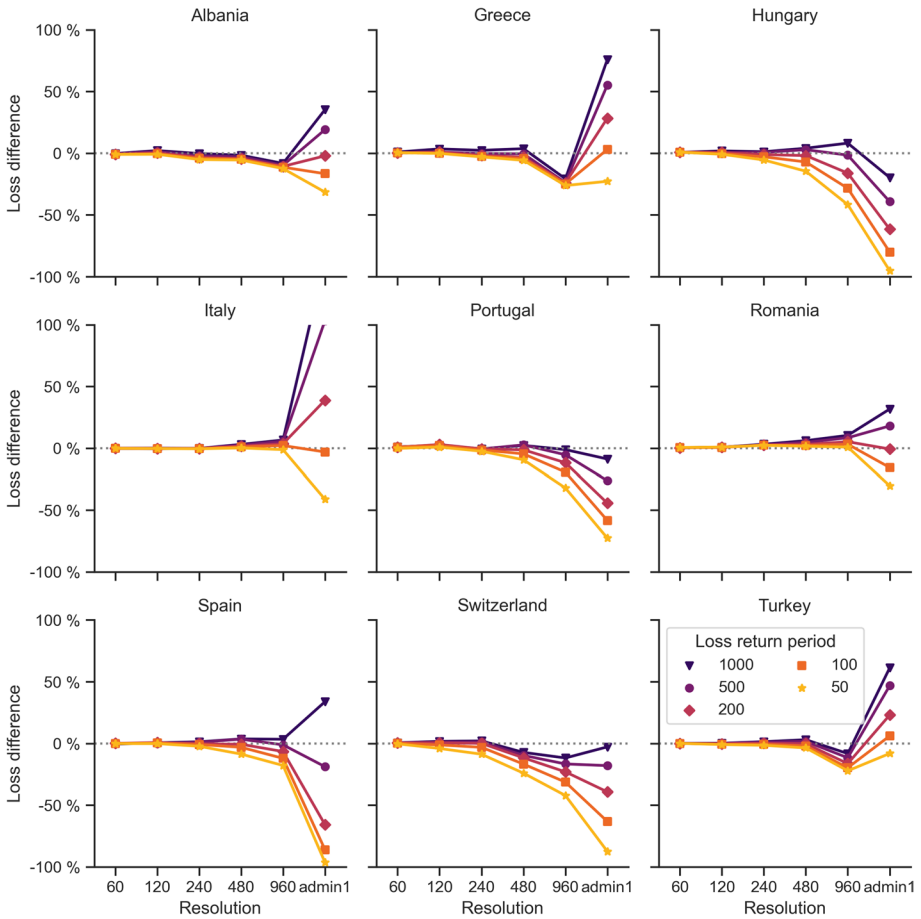 Albania Greece Hungary
100 %
50 %
0 %
-50 %
-100 %
Loss difference
Italy Portugal Romania
100 %
50 %
0 %
-50 %
-100 %
Loss difference
Spain Switzerland Turkey
100 %
50 %
0 %
-50 %
-100 %
Loss difference
Loss return period
1000 100
500 50
200
60 120 240 480 960 admin1 60 120 240 480 960 admin1 60 120 240 480 960 admin1
Resolution Resolution Resolution